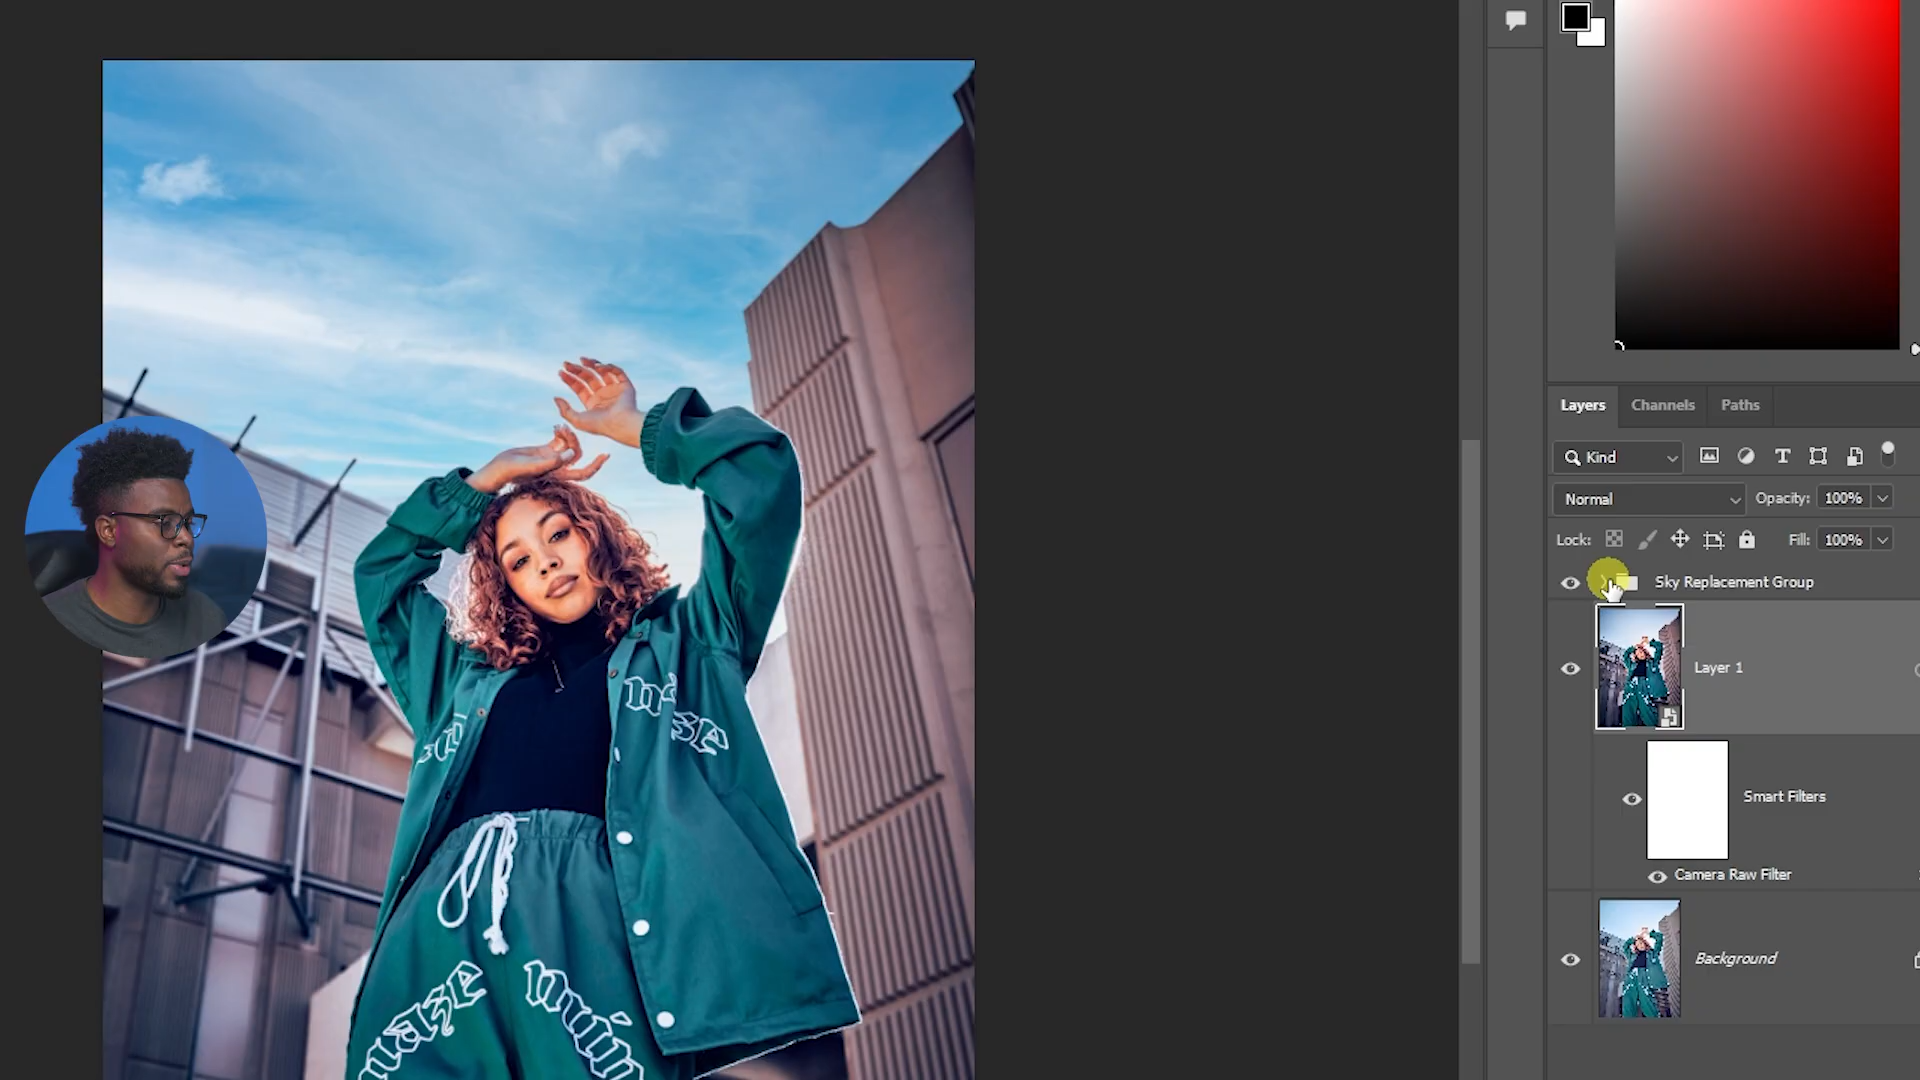 Layers Channels Paths
Kind
Normal Opacity: 100%
Lock: Fill: 100%
Sky Replacement Group
Layer 1
Smart Filters
Camera Raw Filter
Background